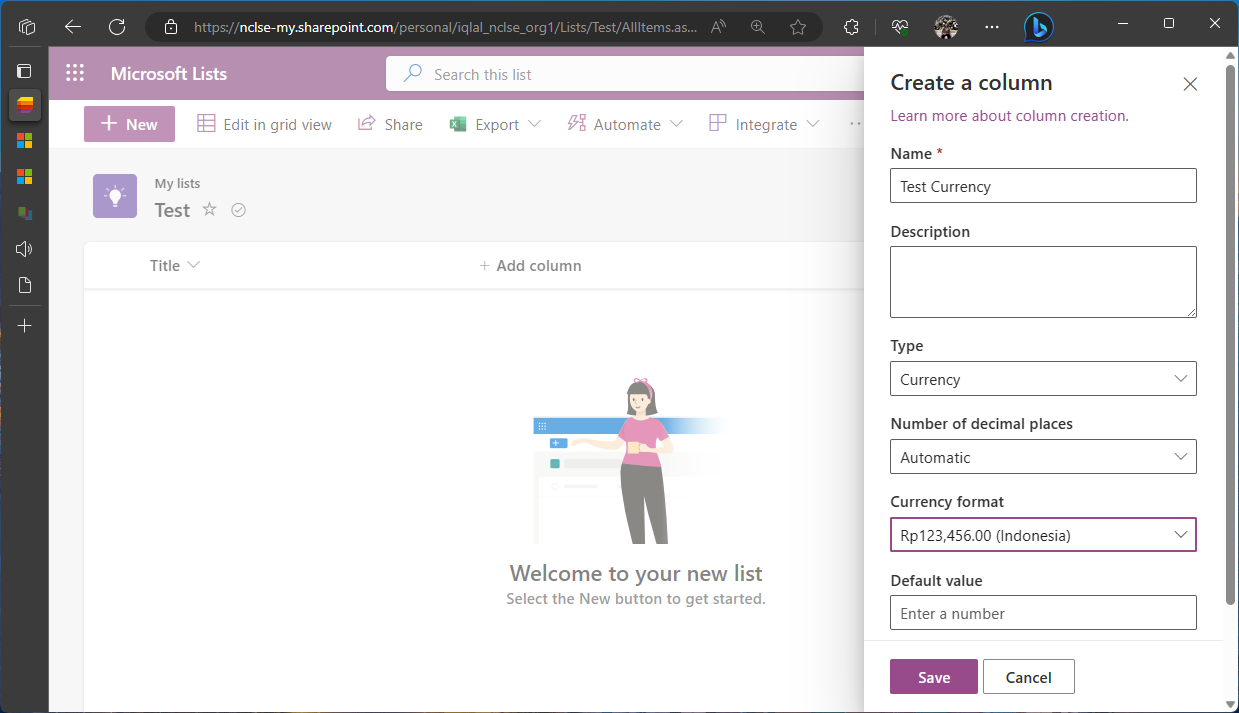 https://nclse-my.sharepoint.com/personal/iqlal_nclse_org1/Lists/Test/AllItems.as...
Microsoft Lists
Search this list
New
Edit in grid view
Share
Export
Automate
Integrate
My lists
Test
Title
Add column
Welcome to your new list
Select the New button to get started.
Create a column
Learn more about column creation.
Name *
Test Currency
Description
Type
Currency
Number of decimal places
Automatic
Currency format
Rp123,456.00 (Indonesia)
Default value
Enter a number
Save
Cancel